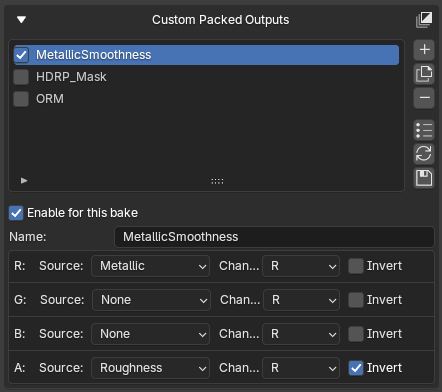 Custom Packed Outputs
MetallicSmoothness
HDRP_Mask
ORM
Enable for this bake
Name: MetallicSmoothness
R: Source: Metallic Chan... R Invert
G: Source: None Chan... R Invert
B: Source: None Chan... R Invert
A: Source: Roughness Chan... R Invert